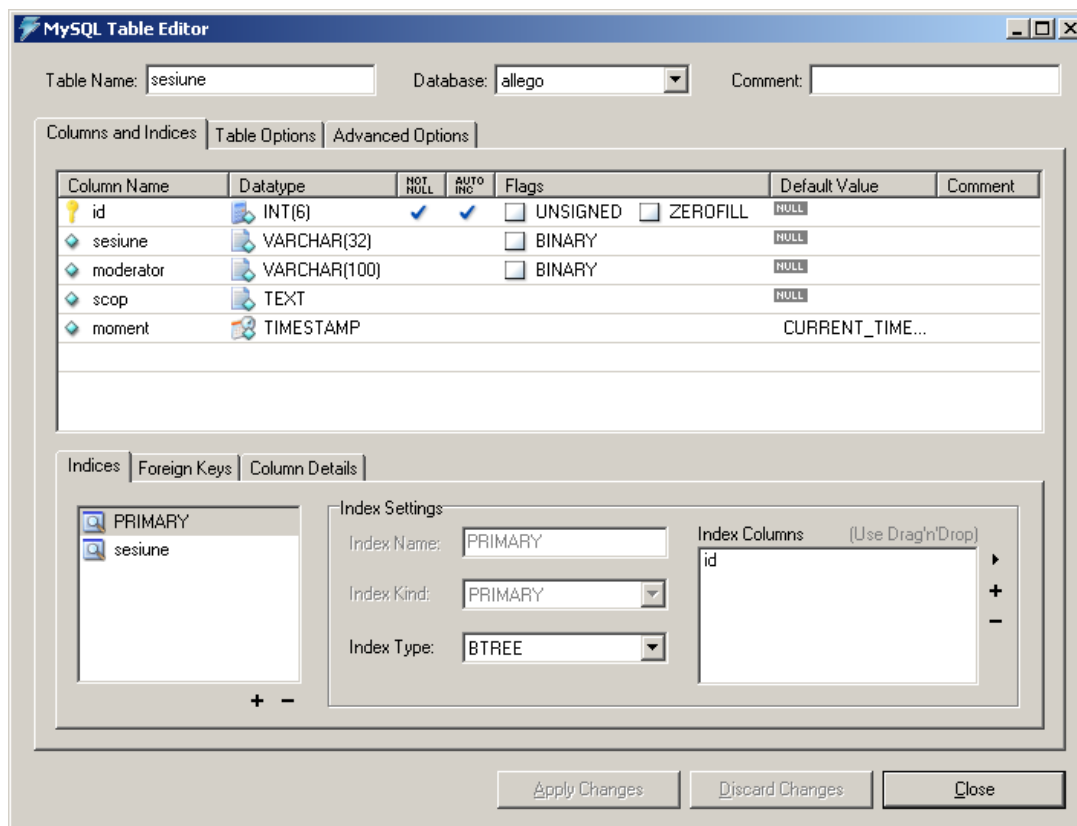 MySQL Table Editor
Table Name: sesiune Database: allego Comment:
Columns and Indices Table Options Advanced Options
Column Name Datatype NOT NULL AUTO INC Flags Default Value Comment
id INT(6) UNSIGNED ZEROFILL NULL
sesiune VARCHAR(32) BINARY NULL
moderator VARCHAR(100) BINARY NULL
scop TEXT NULL
moment TIMESTAMP CURRENT_TIME...
Indices Foreign Keys Column Details
PRIMARY
sesiune
Index Settings
Index Name: PRIMARY
Index Kind: PRIMARY
Index Type: BTREE
Index Columns (Use Drag'n'Drop)
id
Apply Changes Discard Changes Close